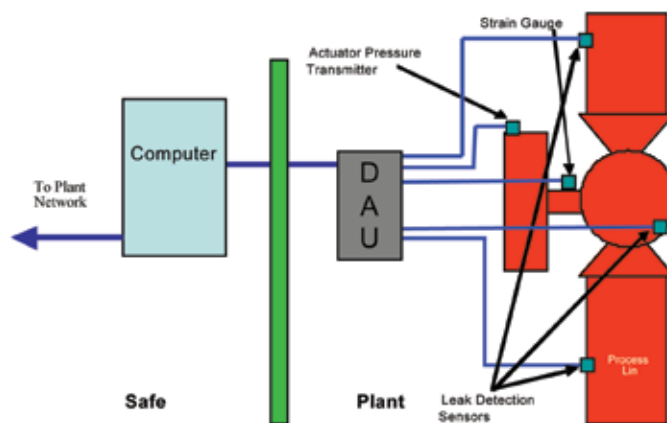 Strain Gauge
Actuator Pressure
Transmitter
Computer
D
A
U
To Plant
Network
Process
Lin
Safe
Plant
Leak Detection
Sensors